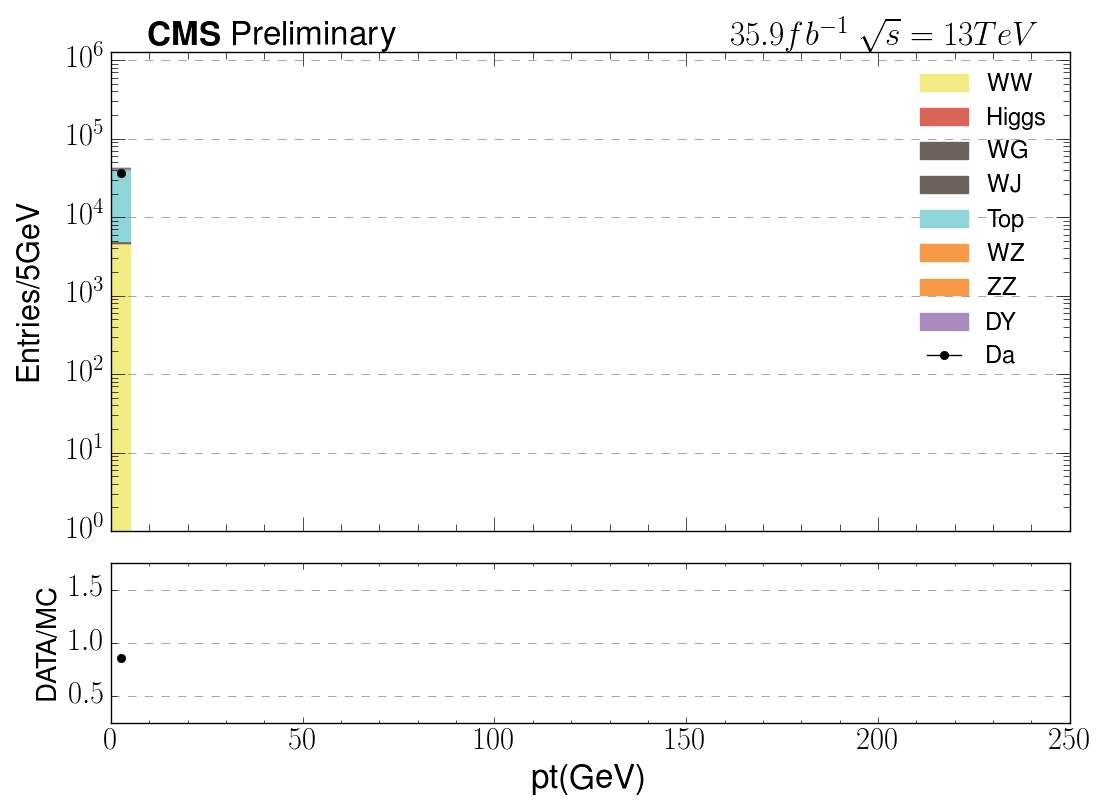 CMS Preliminary
35.9fb⁻¹ √s = 13TeV
10⁶
10⁵
10⁴
10³
10²
10¹
10⁰
Entries/5GeV
WW
Higgs
WG
WJ
Top
WZ
ZZ
DY
Da
1.5
1.0
0.5
DATA/MC
0 50 100 150 200 250
pt(GeV)